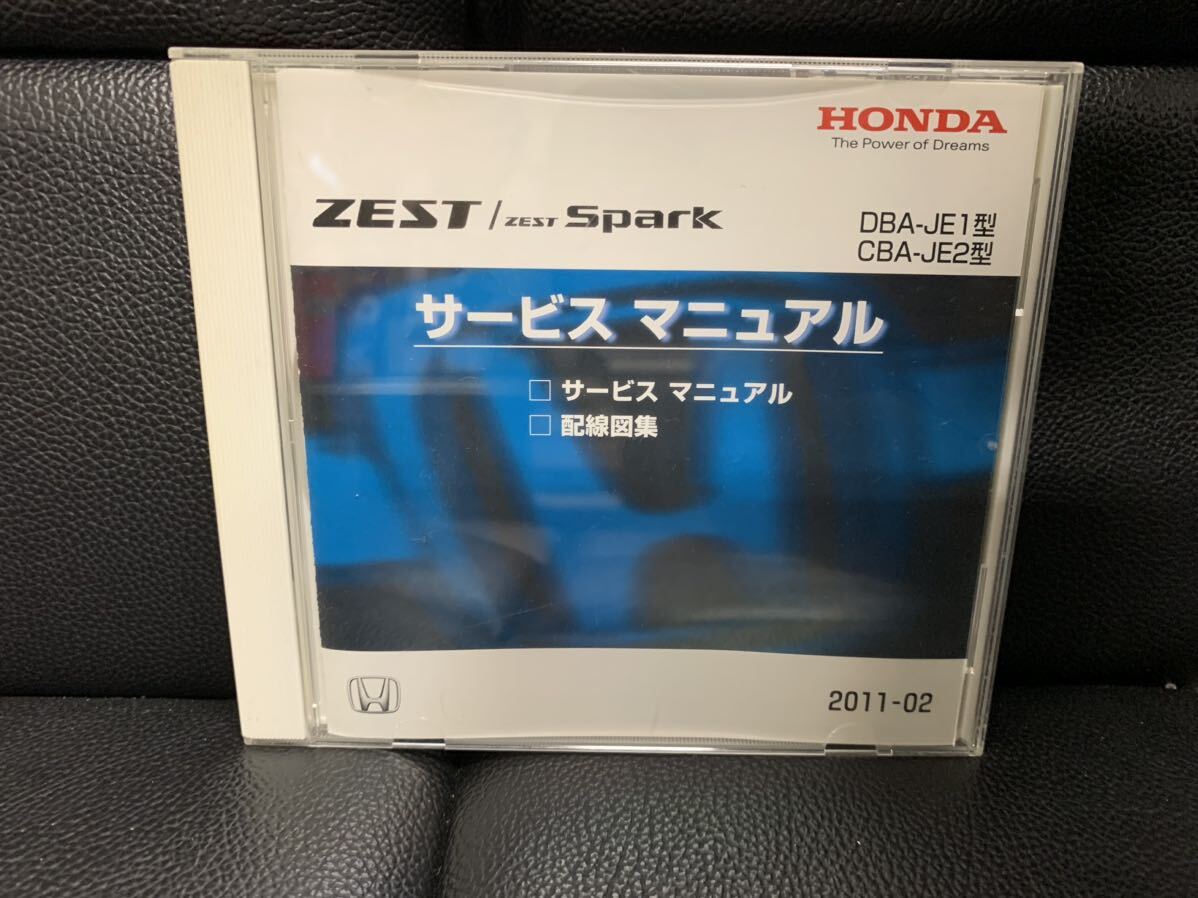 HONDA
The Power of Dreams
ZEST / ZEST Spark
DBA-JE1型
CBA-JE2型
サービス マニュアル
□ サービス マニュアル
□ 配線図集
2011-02